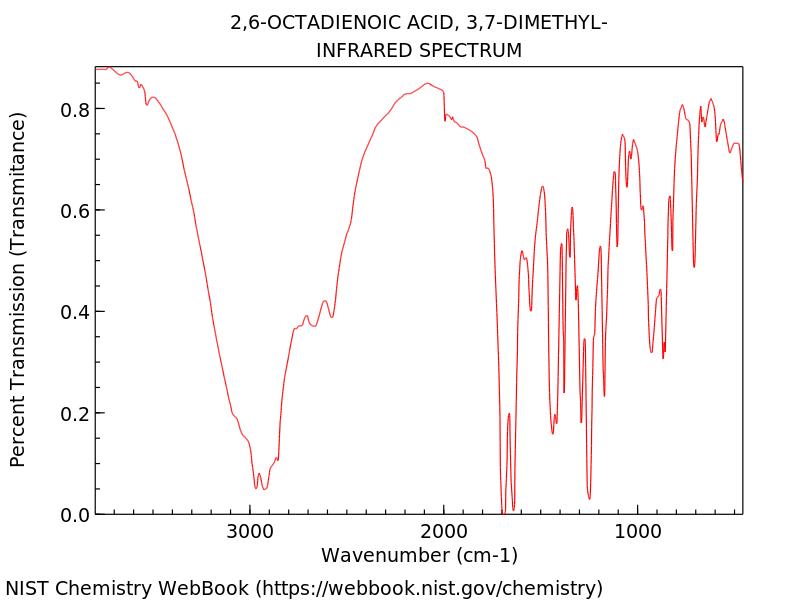 2,6-OCTADIENOIC ACID, 3,7-DIMETHYL-
INFRARED SPECTRUM
Percent Transmission (Transmitance)
0.8
0.6
0.4
0.2
0.0
3000 2000 1000
Wavenumber (cm-1)
NIST Chemistry WebBook (https://webbook.nist.gov/chemistry)